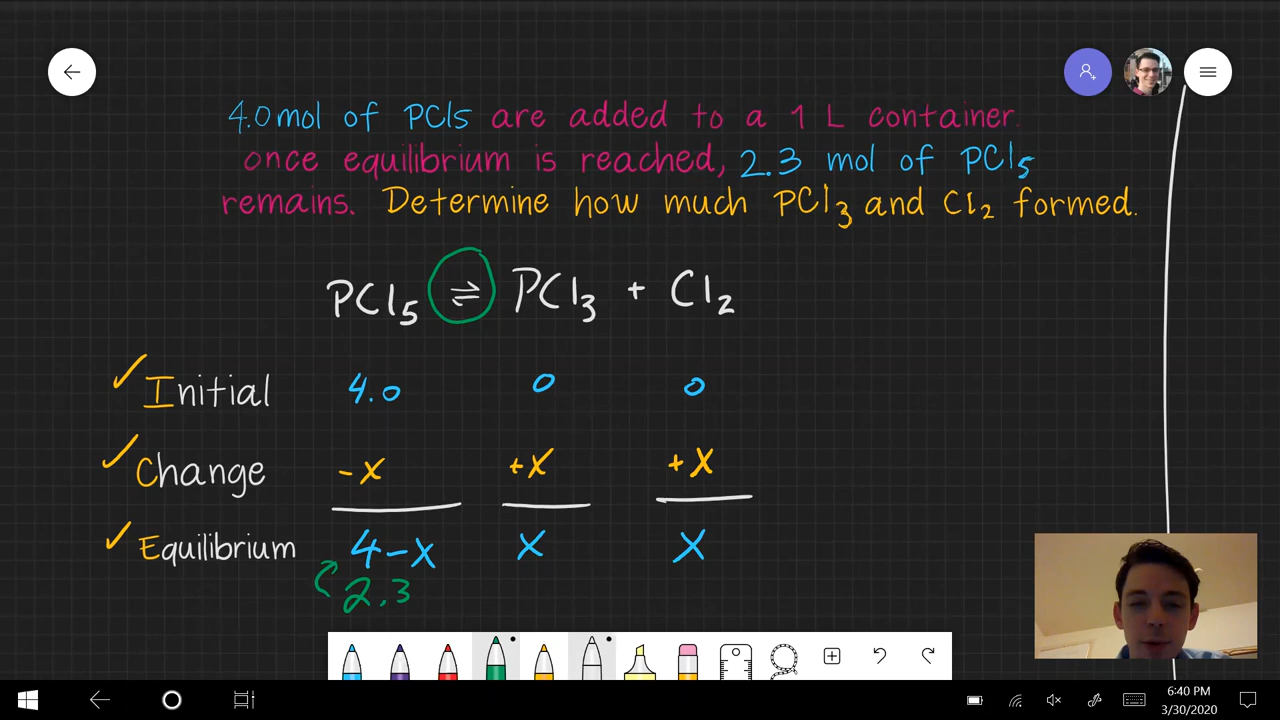 4.0 mol of PCl5 are added to a 1 L container.
once equilibrium is reached, 2.3 mol of PCl5
remains. Determine how much PCl3 and Cl2 formed.
PCl5 ⇌ PCl3 + Cl2
✓ Initial 4.0 0 0
✓ Change -x +x +x
✓ Equilibrium 4-x x x
2.3
6:40 PM
3/30/2020